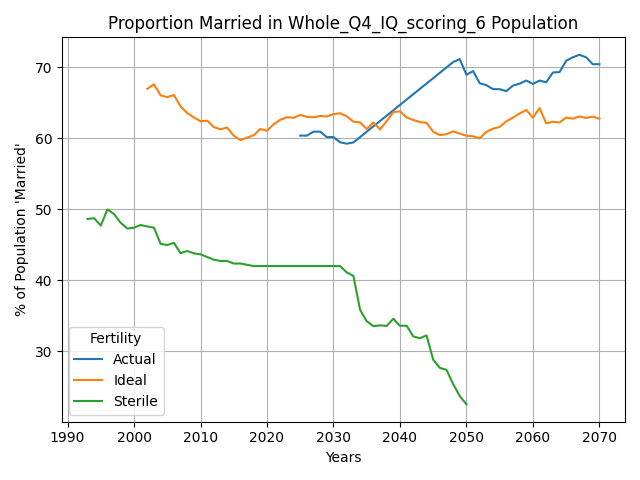 Proportion Married in Whole_Q4_IQ_scoring_6 Population
% of Population 'Married'
70
60
50
40
30
Fertility
Actual
Ideal
Sterile
1990 2000 2010 2020 2030 2040 2050 2060 2070
Years